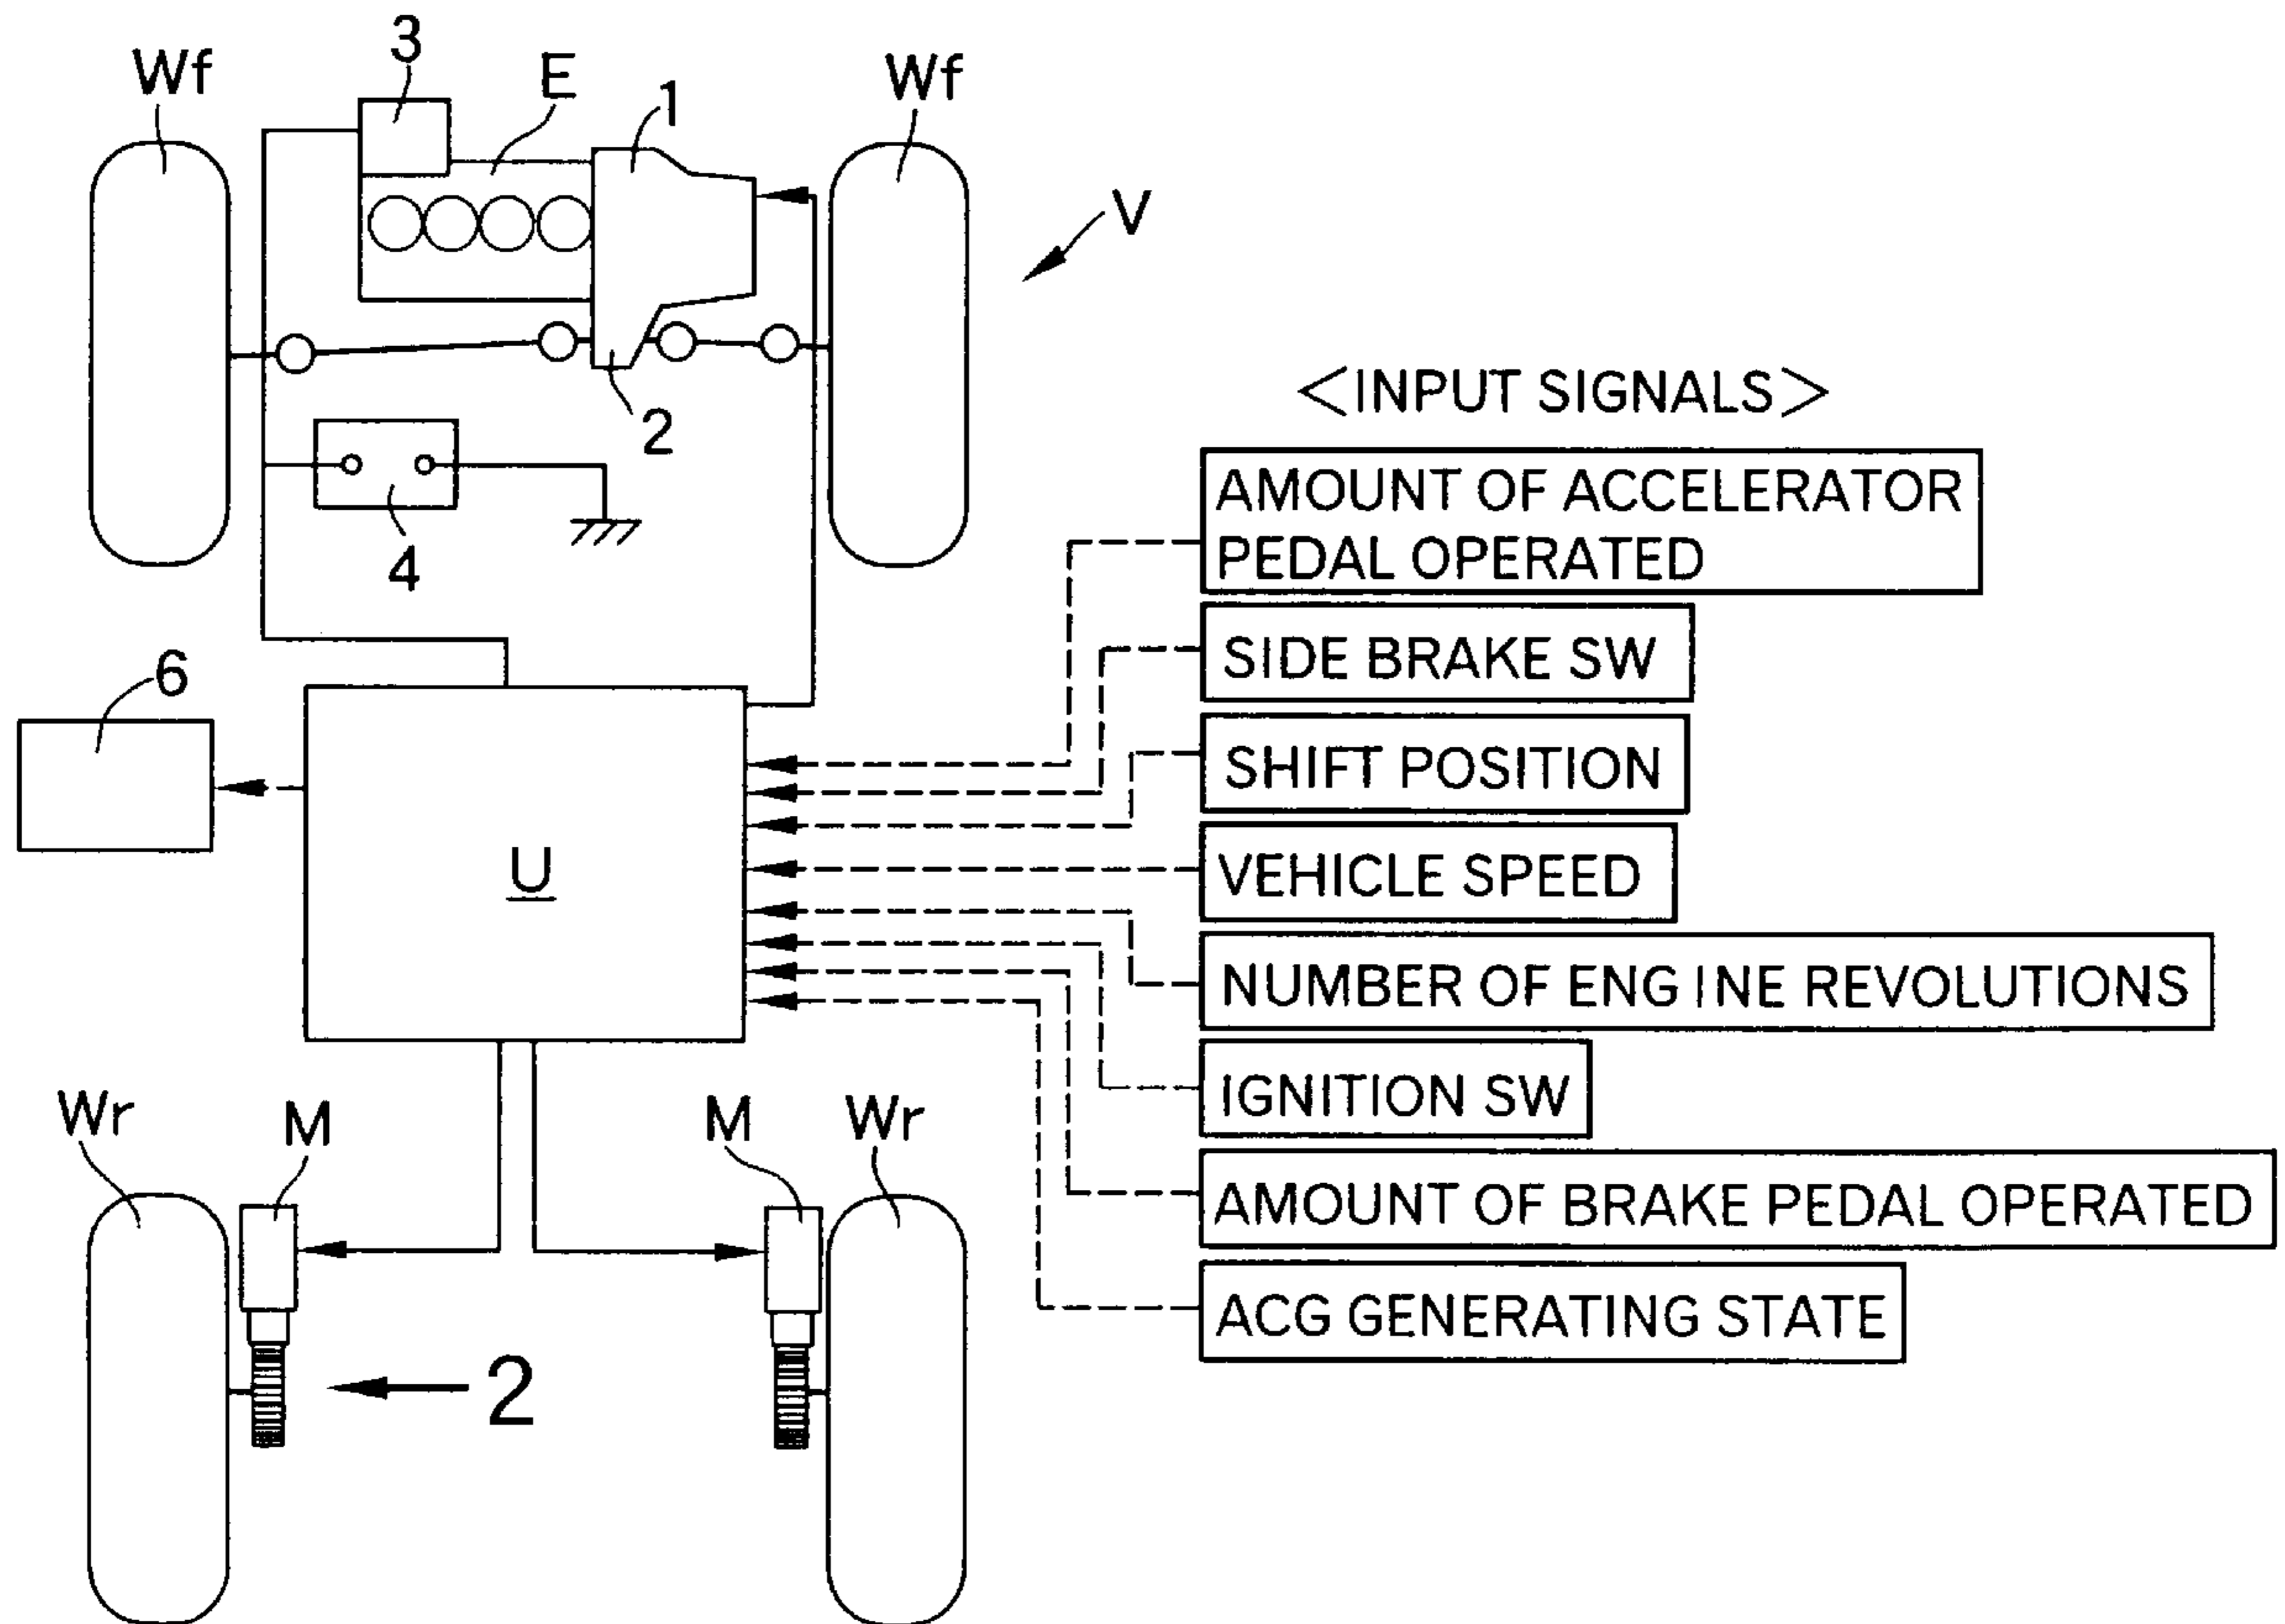 3
Wf
E
1
Wf
V
2
<INPUT SIGNALS>
4
AMOUNT OF ACCELERATOR
PEDAL OPERATED
SIDE BRAKE SW
6
SHIFT POSITION
U
VEHICLE SPEED
NUMBER OF ENGINE REVOLUTIONS
IGNITION SW
Wr
M
M
Wr
AMOUNT OF BRAKE PEDAL OPERATED
ACG GENERATING STATE
2